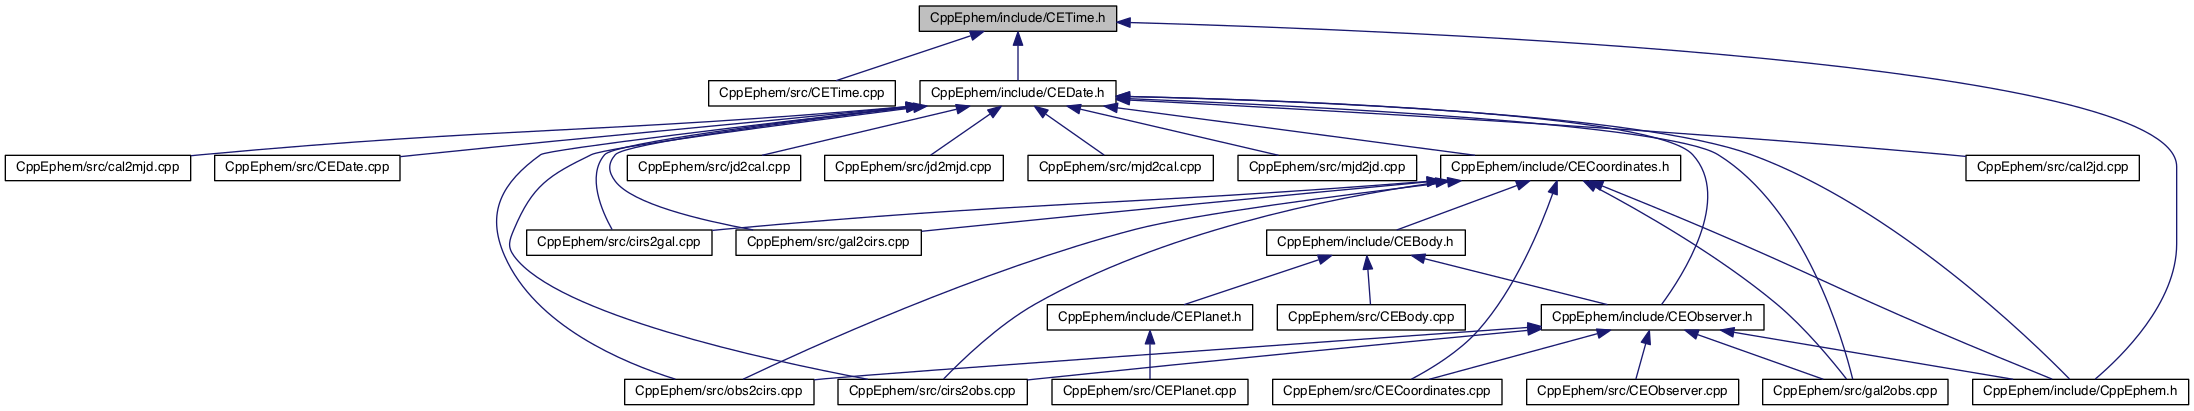 CppEphem/include/CETime.h
CppEphem/src/CETime.cpp
CppEphem/include/CEDate.h
CppEphem/src/cal2mjd.cpp
CppEphem/src/CEDate.cpp
CppEphem/src/jd2cal.cpp
CppEphem/src/jd2mjd.cpp
CppEphem/src/mjd2cal.cpp
CppEphem/src/mjd2jd.cpp
CppEphem/include/CECoordinates.h
CppEphem/src/cal2jd.cpp
CppEphem/src/cirs2gal.cpp
CppEphem/src/gal2cirs.cpp
CppEphem/include/CEBody.h
CppEphem/include/CEPlanet.h
CppEphem/src/CEBody.cpp
CppEphem/include/CEObserver.h
CppEphem/src/obs2cirs.cpp
CppEphem/src/cirs2obs.cpp
CppEphem/src/CEPlanet.cpp
CppEphem/src/CECoordinates.cpp
CppEphem/src/CEObserver.cpp
CppEphem/src/gal2obs.cpp
CppEphem/include/CppEphem.h